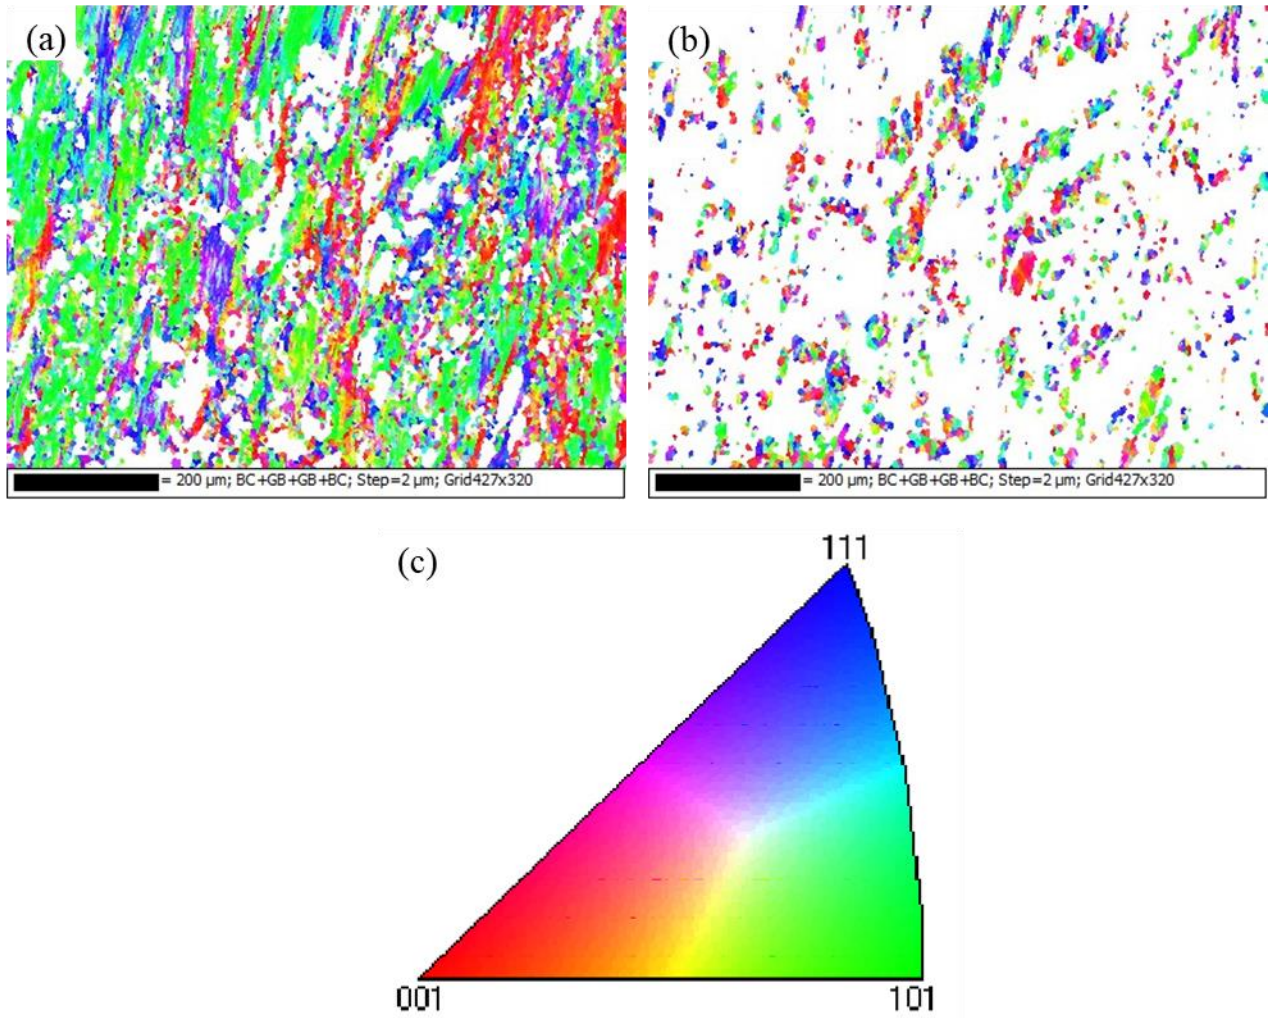 (a)
(b)
= 200 µm; BC+GB+GB+BC; Step=2 µm; Grid427x320
= 200 µm; BC+GB+GB+BC; Step=2 µm; Grid427x320
(c)
111
001
101